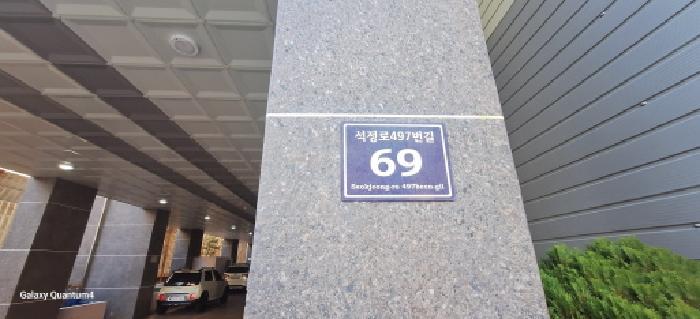 석정로497번길
69
Seokjeong-ro 497beon-gil
Galaxy Quantum4